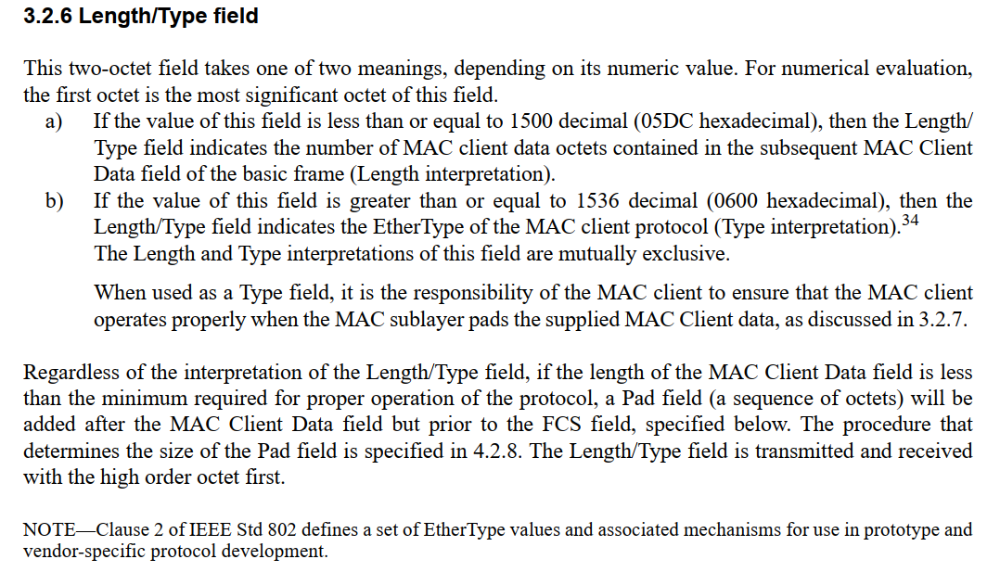 3.2.6 Length/Type field
This two-octet field takes one of two meanings, depending on its numeric value. For numerical evaluation,
the first octet is the most significant octet of this field.
a) If the value of this field is less than or equal to 1500 decimal (05DC hexadecimal), then the Length/
Type field indicates the number of MAC client data octets contained in the subsequent MAC Client
Data field of the basic frame (Length interpretation).
b) If the value of this field is greater than or equal to 1536 decimal (0600 hexadecimal), then the
Length/Type field indicates the EtherType of the MAC client protocol (Type interpretation).34
The Length and Type interpretations of this field are mutually exclusive.
When used as a Type field, it is the responsibility of the MAC client to ensure that the MAC client
operates properly when the MAC sublayer pads the supplied MAC Client data, as discussed in 3.2.7.
Regardless of the interpretation of the Length/Type field, if the length of the MAC Client Data field is less
than the minimum required for proper operation of the protocol, a Pad field (a sequence of octets) will be
added after the MAC Client Data field but prior to the FCS field, specified below. The procedure that
determines the size of the Pad field is specified in 4.2.8. The Length/Type field is transmitted and received
with the high order octet first.
NOTE—Clause 2 of IEEE Std 802 defines a set of EtherType values and associated mechanisms for use in prototype and
vendor-specific protocol development.